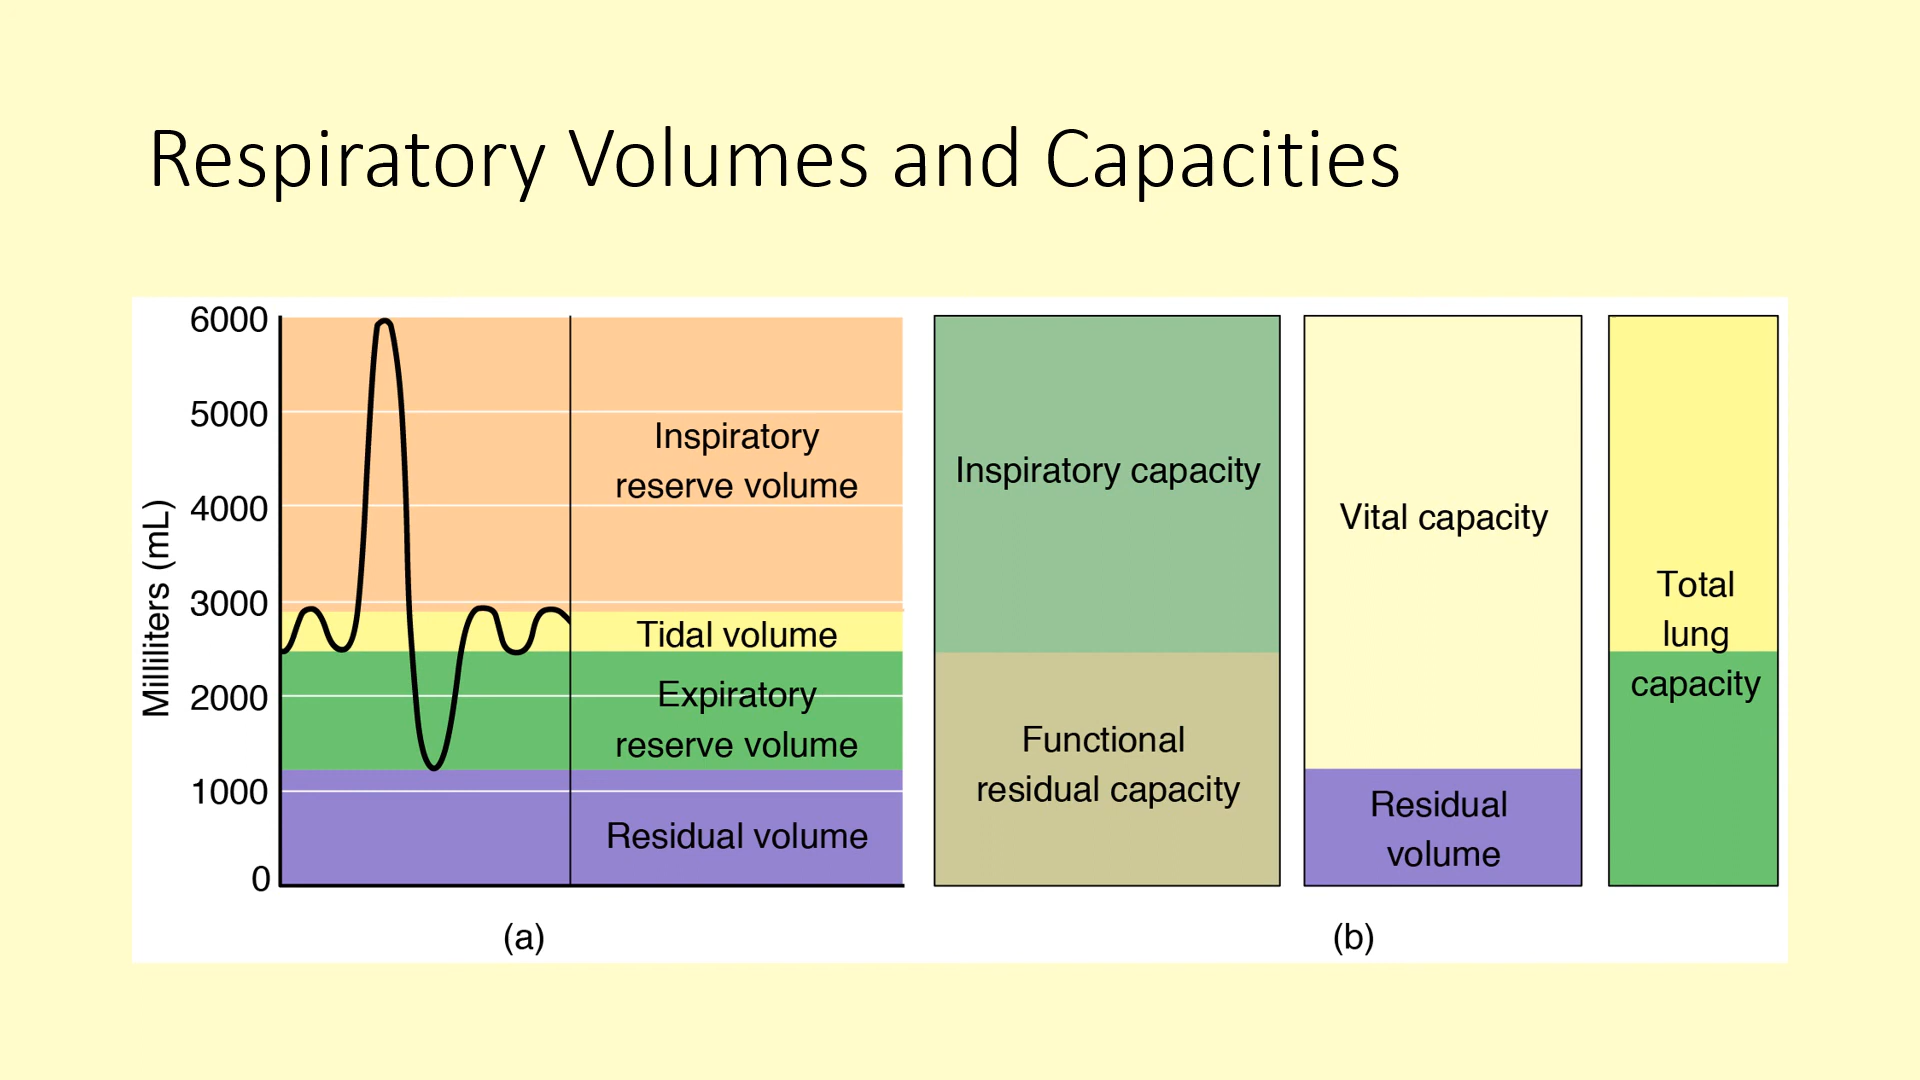 Respiratory Volumes and Capacities
Milliliters (mL)
6000
5000
4000
3000
2000
1000
0
Inspiratory
reserve volume
Tidal volume
Expiratory
reserve volume
Residual volume
(a)
Inspiratory capacity
Functional
residual capacity
Vital capacity
Residual
volume
Total
lung
capacity
(b)